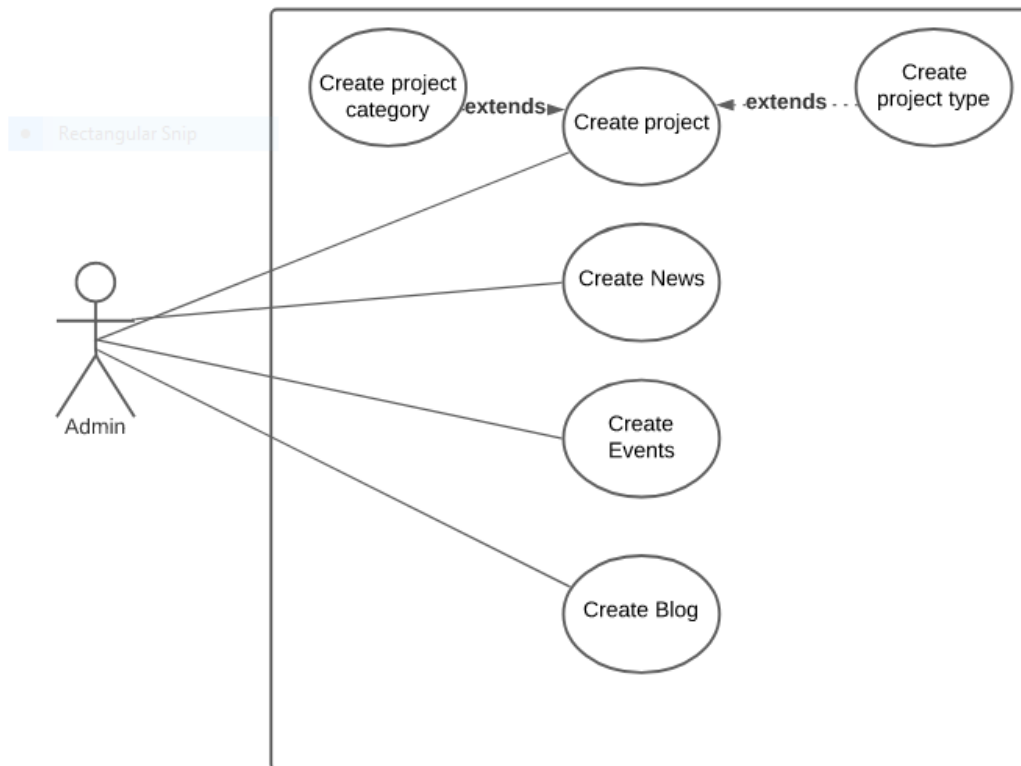 Create project
category
extends
Create project
extends
Create
project type
Rectangular Snip
Create News
Admin
Create
Events
Create Blog